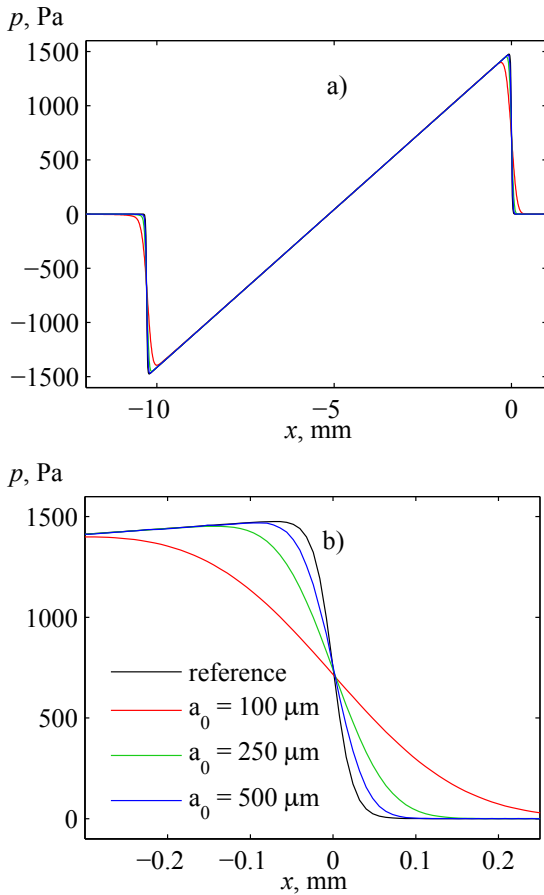 p, Pa
1500
a)
1000
500
0
−500
−1000
−1500
−10
−5
0
x, mm
p, Pa
1500
b)
1000
reference
a₀ = 100 μm
500
a₀ = 250 μm
a₀ = 500 μm
0
−0.2
−0.1
0
0.1
0.2
x, mm